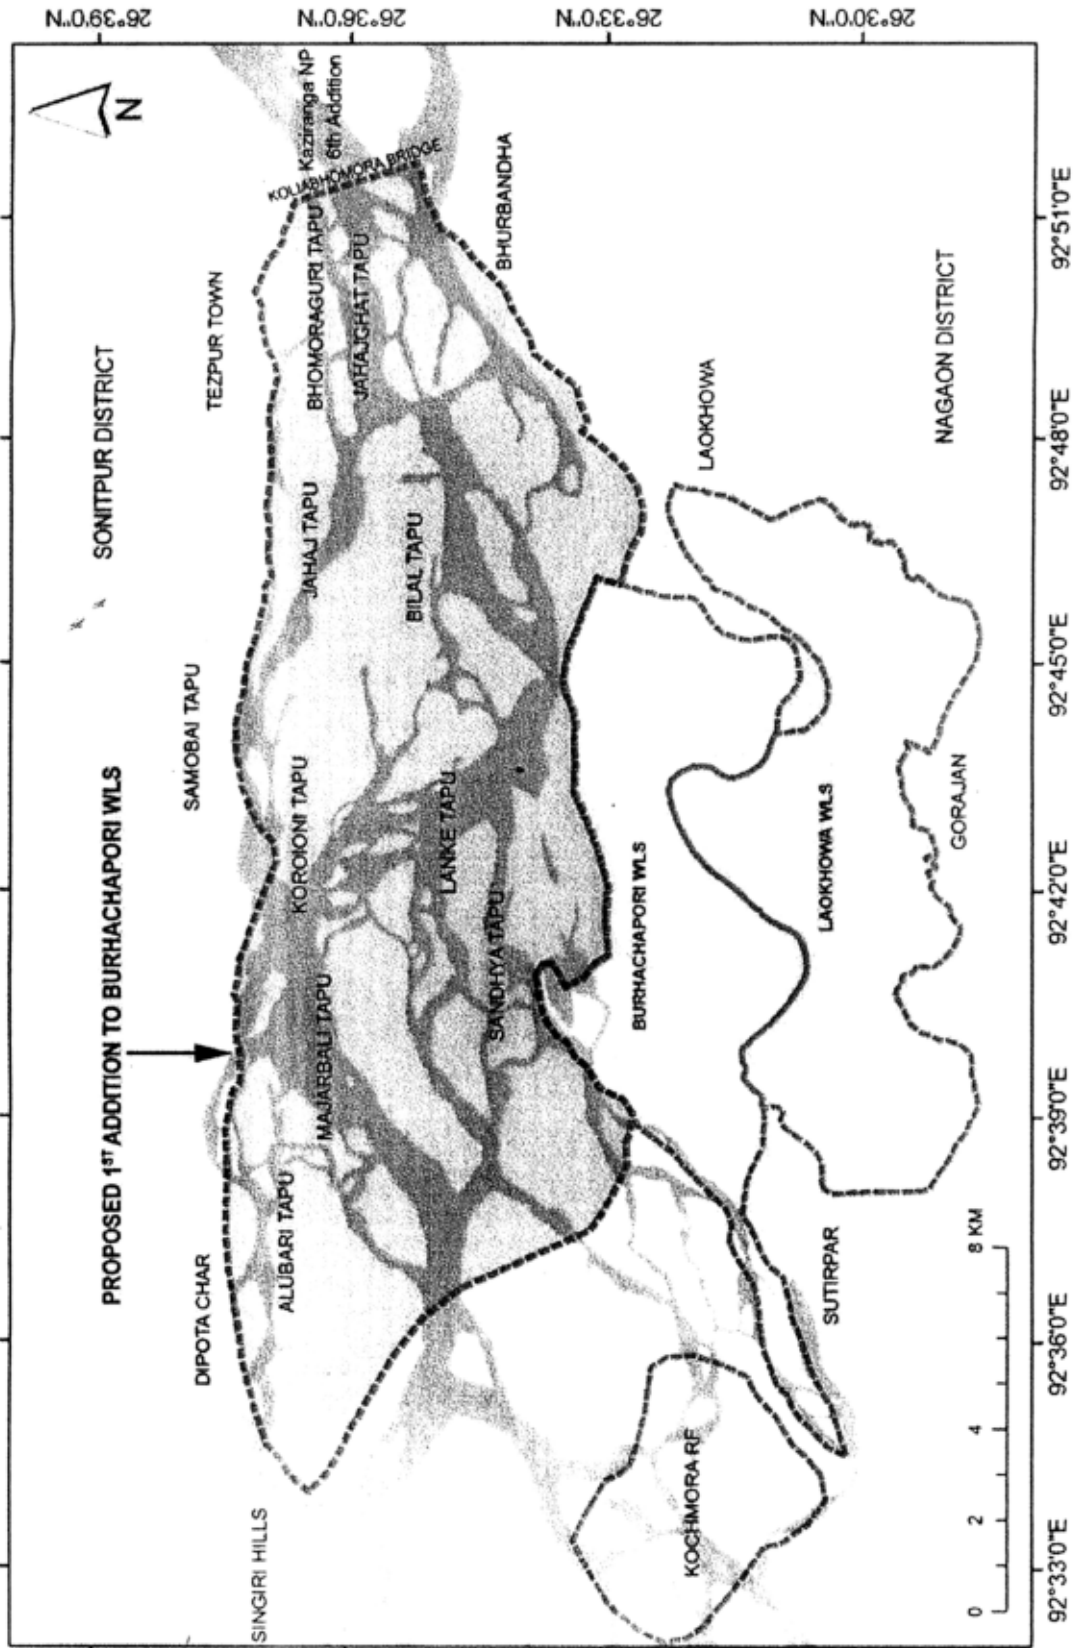 N
Kaziranga NP
6th Addition
KOLIABHOMORA BRIDGE
PROPOSED 1ST ADDITION TO BURHACHAPORI WLS
SONITPUR DISTRICT
SINGIRI HILLS
DIPOTA CHAR
SAMOBAI TAPU
TEZPUR TOWN
ALUBARI TAPU
MAJARBALI TAPU
KOROIONI TAPU
JAHAJ TAPU
BHOMORAGURI TAPU
JAHAJGHAT TAPU
BILAL TAPU
LANKE TAPU
SANDHYA TAPU
BHURBANDHA
BURHACHAPORI WLS
LAOKHOWA
KOCHMORA RF
SUTIRPAR
LAOKHOWA WLS
GORAJAN
NAGAON DISTRICT
0 2 4 8 KM
92°33'0"E 92°36'0"E 92°39'0"E 92°42'0"E 92°45'0"E 92°48'0"E 92°51'0"E
26°39'0"N
26°36'0"N
26°33'0"N
26°30'0"N